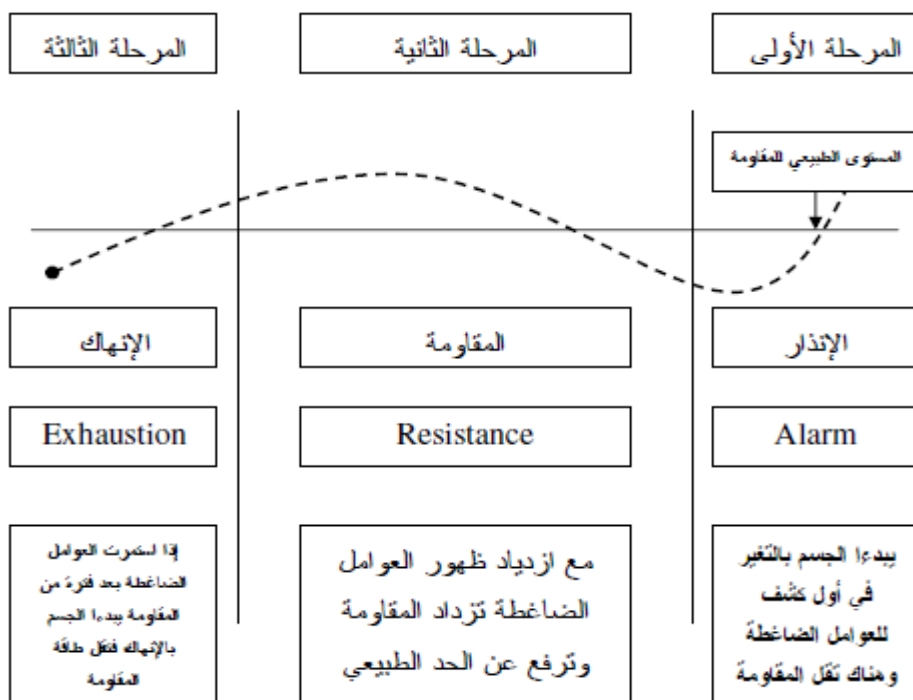 المرحلة الأولى
المرحلة الثانية
المرحلة الثالثة
المستوى الطبيعي للمقاومة
الإنذار
المقاومة
الإنهاك
Alarm
Resistance
Exhaustion
يبدءا الجسم بالتغير
في أول كشف
للعوامل الضاغطة
وهناك تقل المقاومة
مع ازدياد ظهور العوامل
الضاغطة تزداد المقاومة
وترفع عن الحد الطبيعي
إذا استمرت العوامل
الضاغطة بعد فترة من
المقاومة يبدءا الجسم
بالإنهاك فتقل طاقة
المقاومة